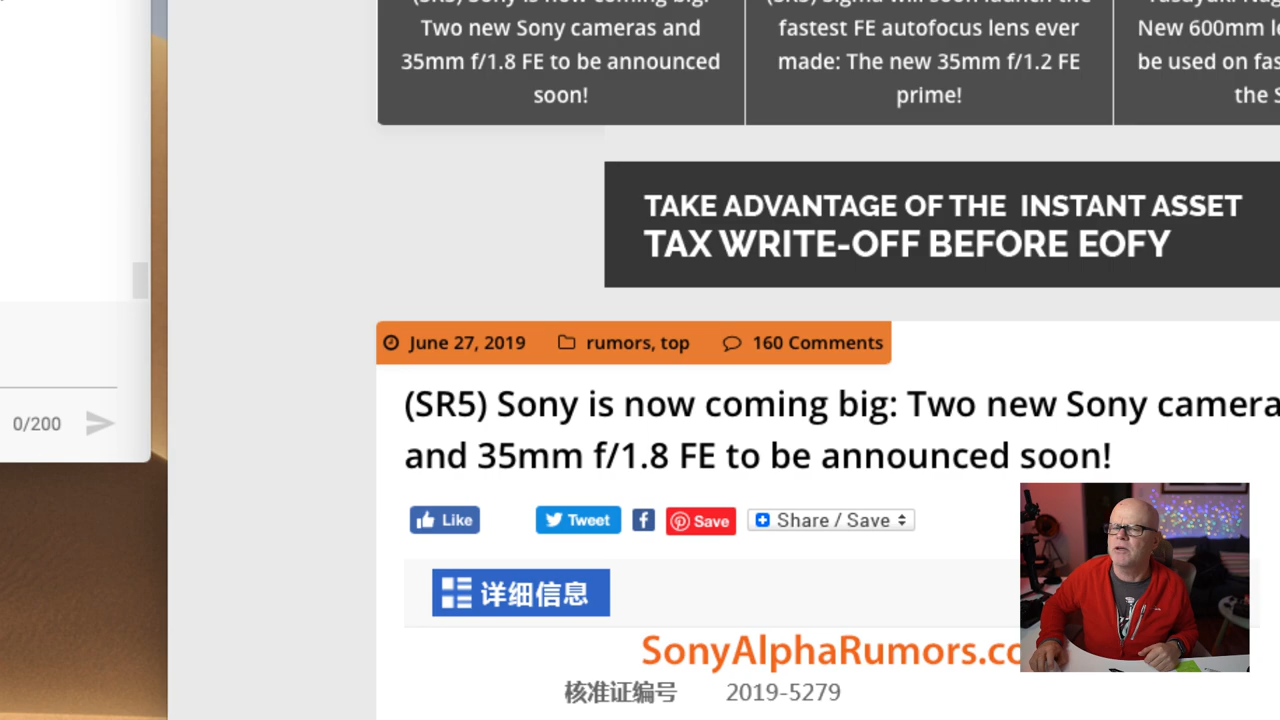 Two new Sony cameras and
35mm f/1.8 FE to be announced
soon!
fastest FE autofocus lens ever
made: The new 35mm f/1.2 FE
prime!
New 600mm
be used on
the
TAKE ADVANTAGE OF THE INSTANT ASSET
TAX WRITE-OFF BEFORE EOFY
June 27, 2019 rumors, top 160 Comments
(SR5) Sony is now coming big: Two new Sony camera
and 35mm f/1.8 FE to be announced soon!
Like Tweet f Save Share / Save
0/200
详细信息
SonyAlphaRumors.co
核准证编号 2019-5279